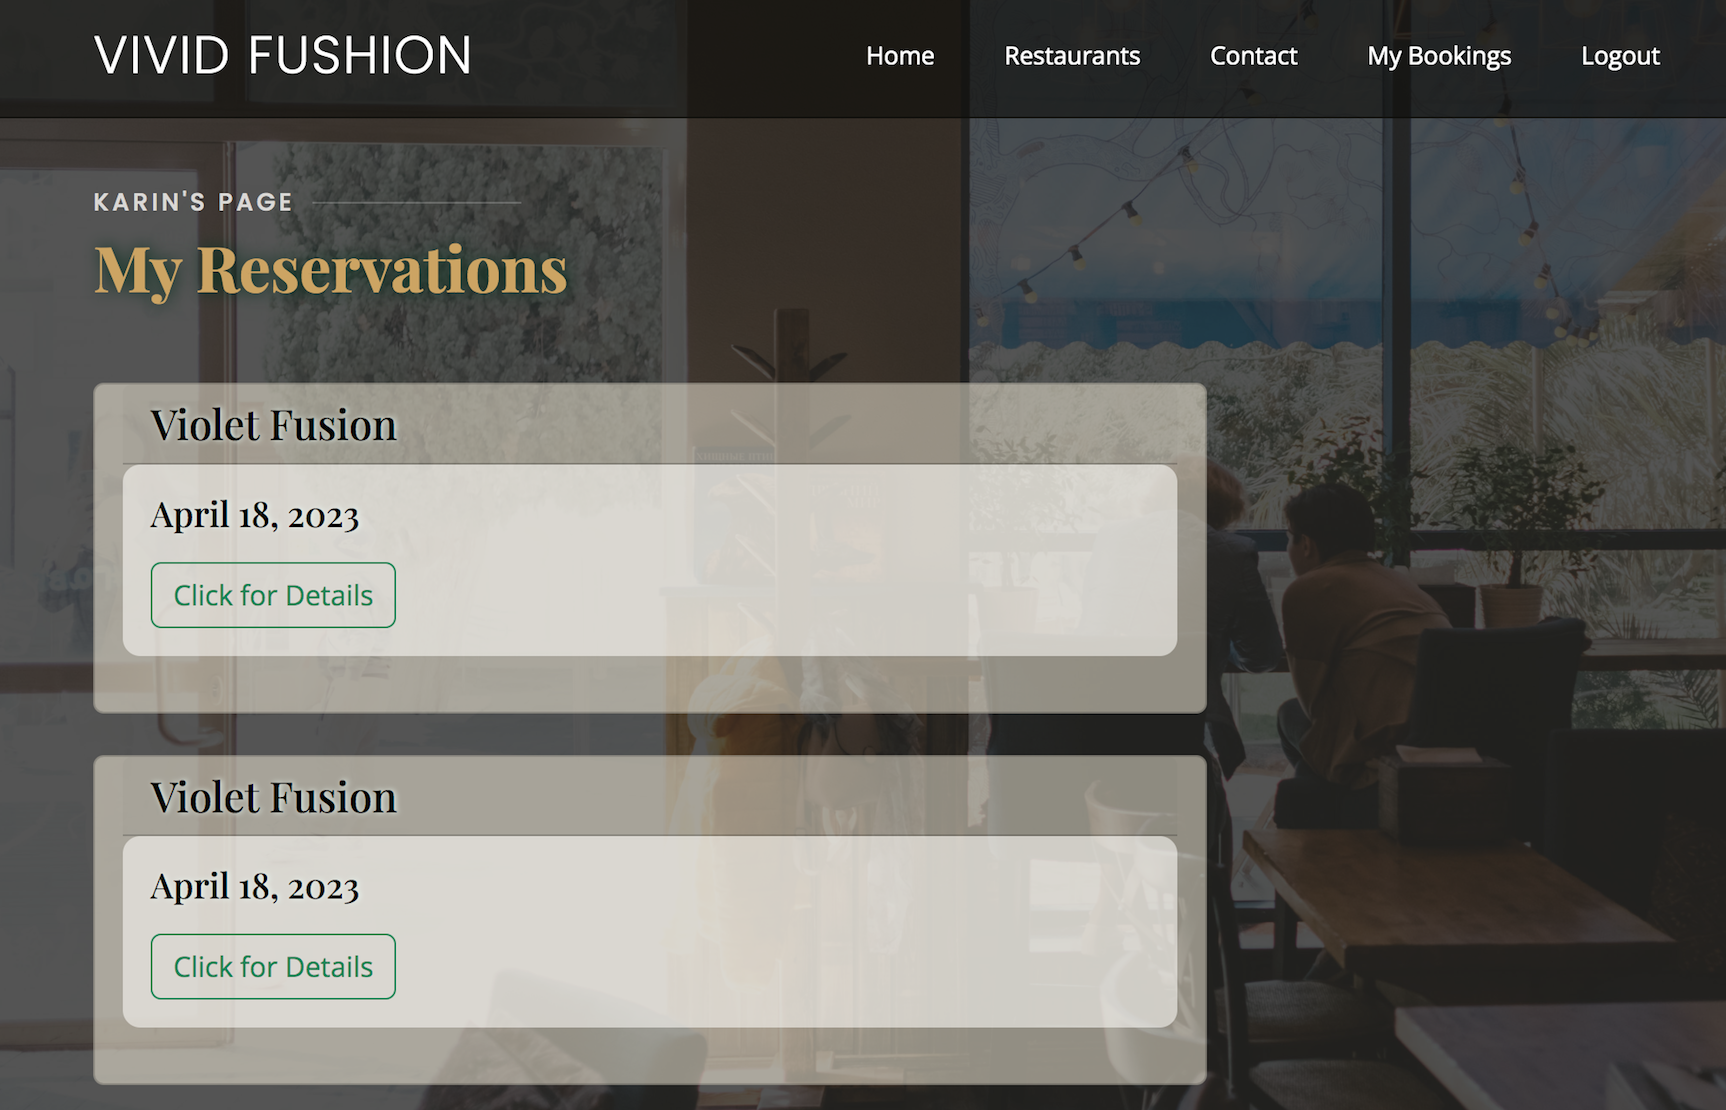 VIVID FUSHION
Home Restaurants Contact My Bookings Logout
KARIN'S PAGE
My Reservations
Violet Fusion
April 18, 2023
Click for Details
Violet Fusion
April 18, 2023
Click for Details